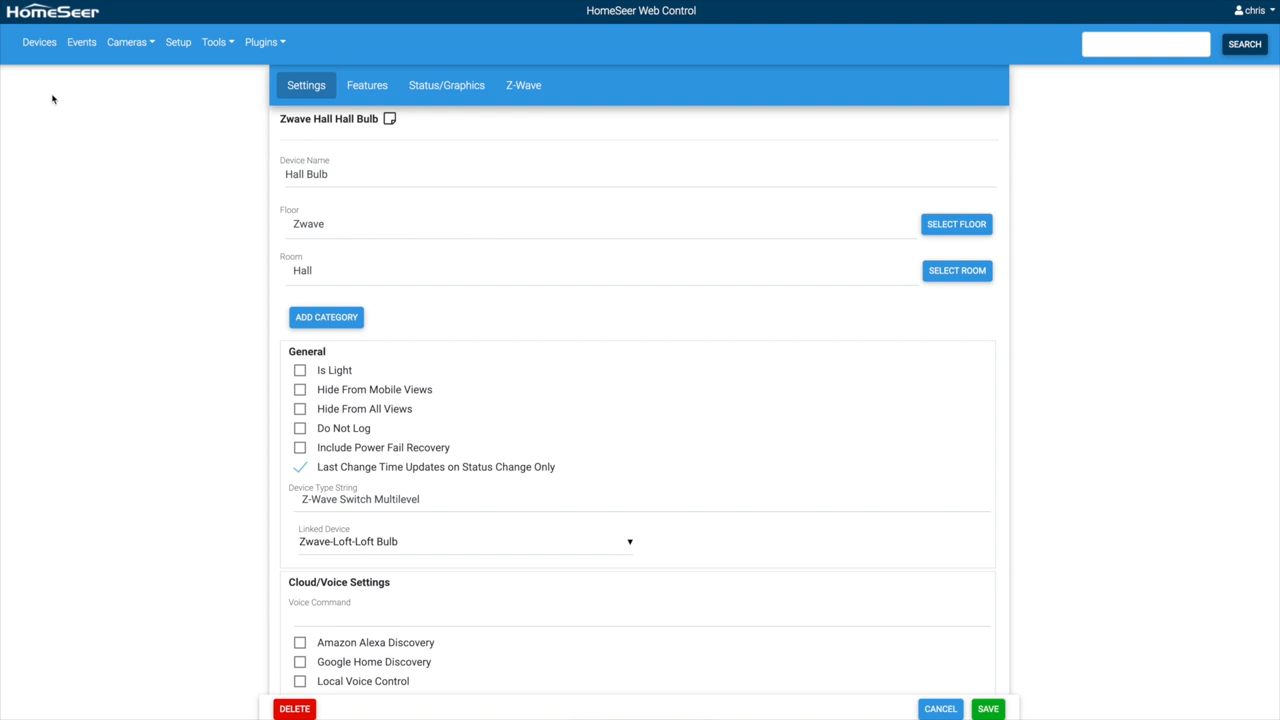 HomeSeer
HomeSeer Web Control
chris
Devices Events Cameras Setup Tools Plugins
SEARCH
Settings Features Status/Graphics Z-Wave
Zwave Hall Hall Bulb
Device Name
Hall Bulb
Floor
Zwave
SELECT FLOOR
Room
Hall
SELECT ROOM
ADD CATEGORY
General
Is Light
Hide From Mobile Views
Hide From All Views
Do Not Log
Include Power Fail Recovery
Last Change Time Updates on Status Change Only
Device Type String
Z-Wave Switch Multilevel
Linked Device
Zwave-Loft-Loft Bulb
Cloud/Voice Settings
Voice Command
Amazon Alexa Discovery
Google Home Discovery
Local Voice Control
DELETE CANCEL SAVE